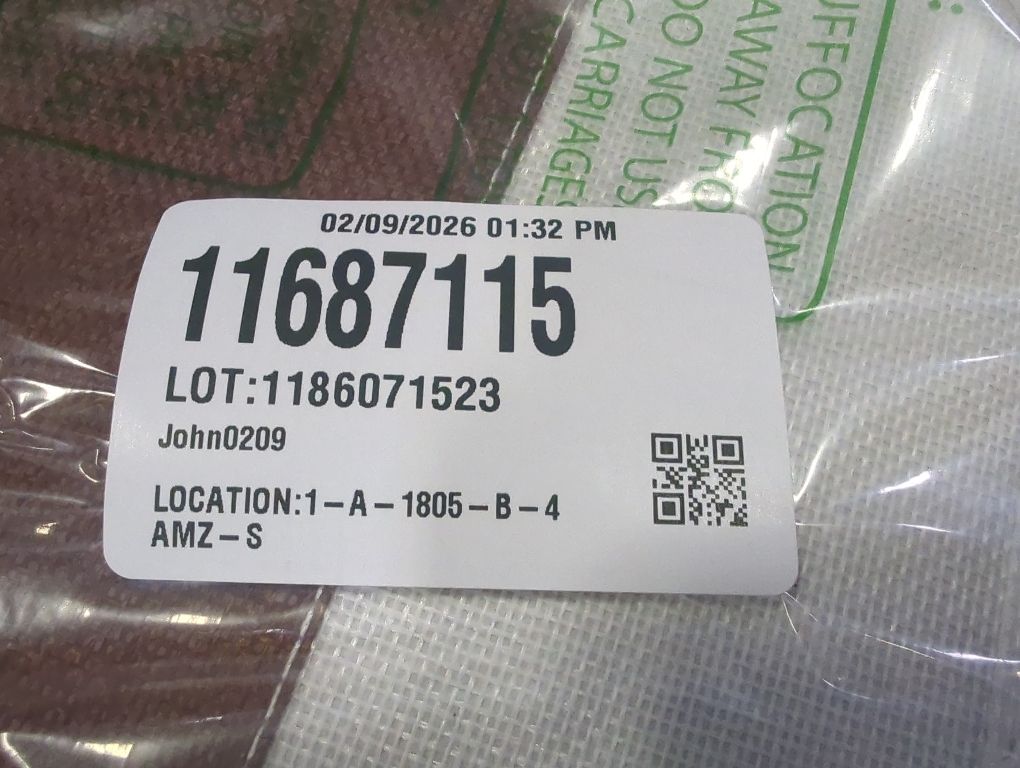 02/09/2026 01:32 PM
11687115
LOT:1186071523
John0209
LOCATION:1-A-1805-B-4
AMZ-S
UFFOCATION
AWAY FRO
DO NOT US
CARRIAGES